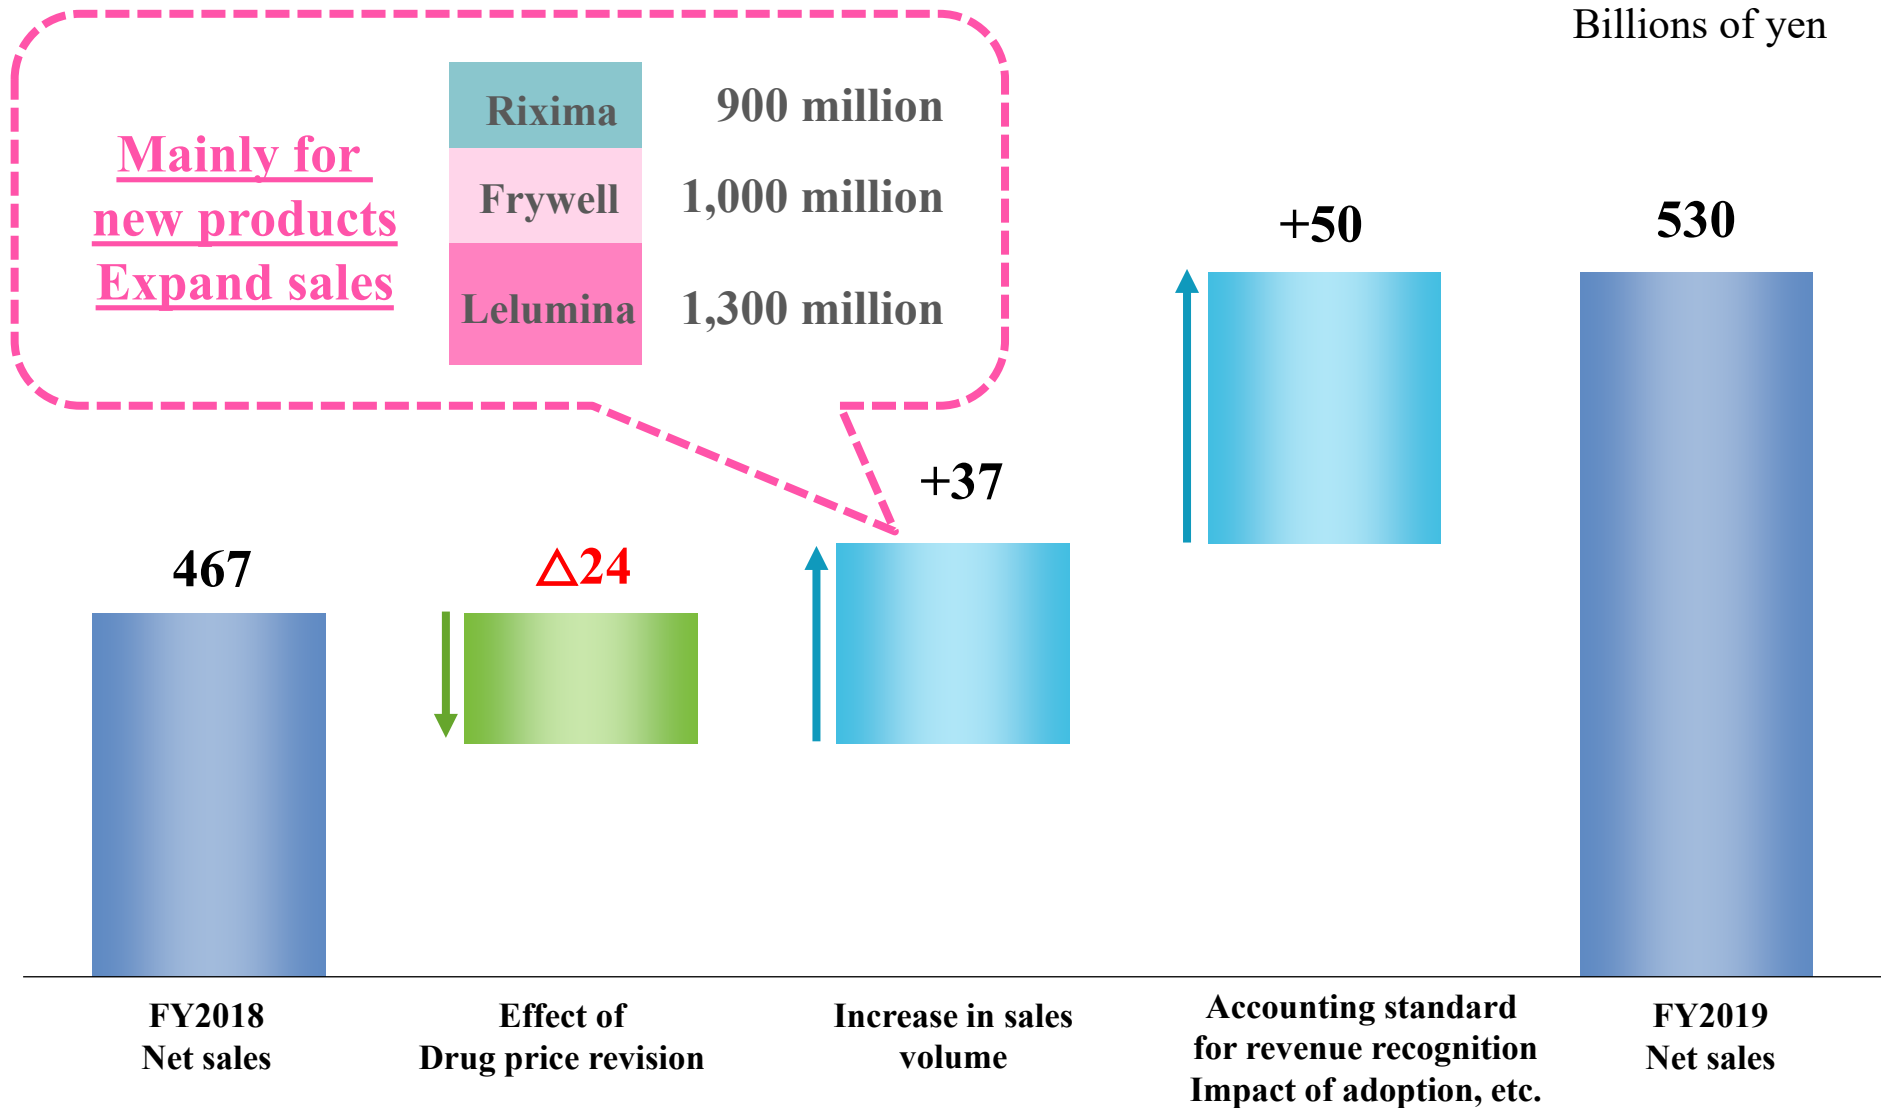 Billions of yen
Mainly for
new products
Expand sales
Rixima 900 million
Frywell 1,000 million
Lelumina 1,300 million
467
△24
+37
+50
530
FY2018
Net sales
Effect of
Drug price revision
Increase in sales
volume
Accounting standard
for revenue recognition
Impact of adoption, etc.
FY2019
Net sales